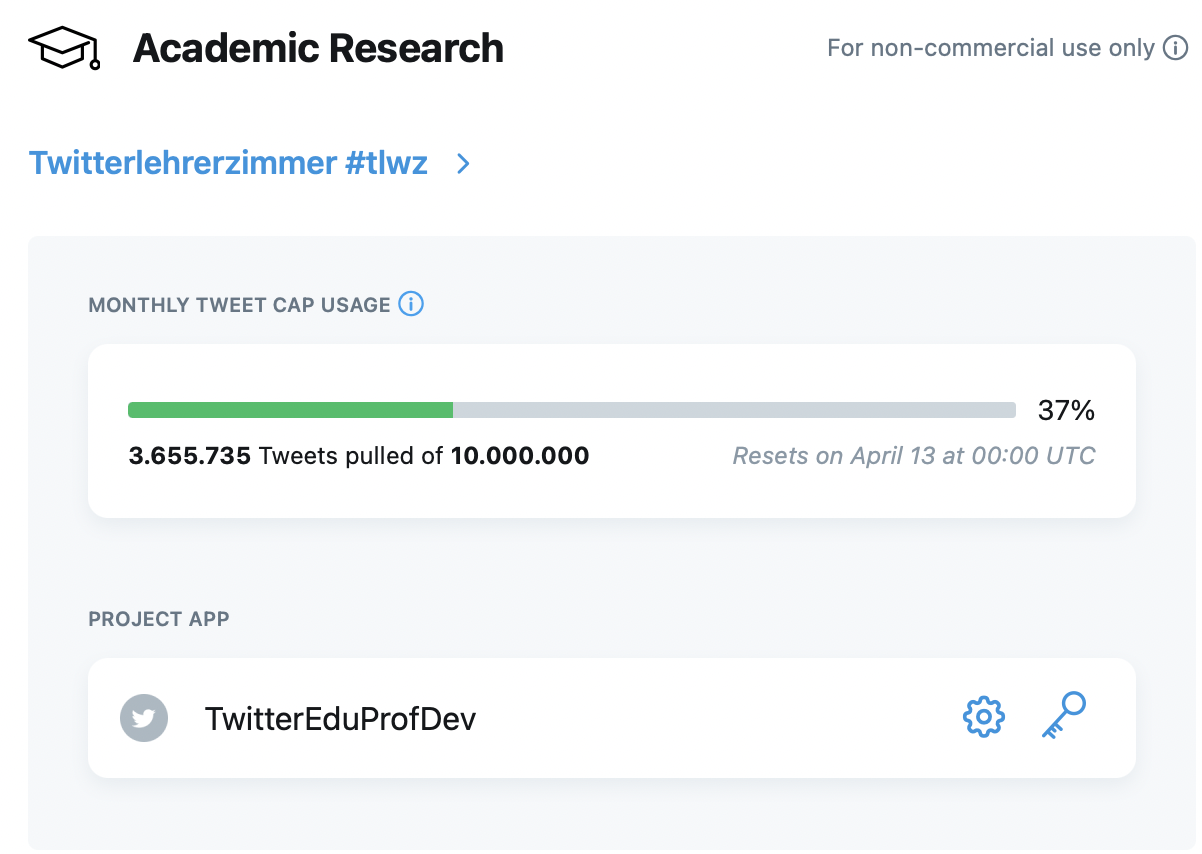 Academic Research
For non-commercial use only
Twitterlehrerzimmer #tlwz
MONTHLY TWEET CAP USAGE
37%
3.655.735 Tweets pulled of 10.000.000
Resets on April 13 at 00:00 UTC
PROJECT APP
TwitterEduProfDev